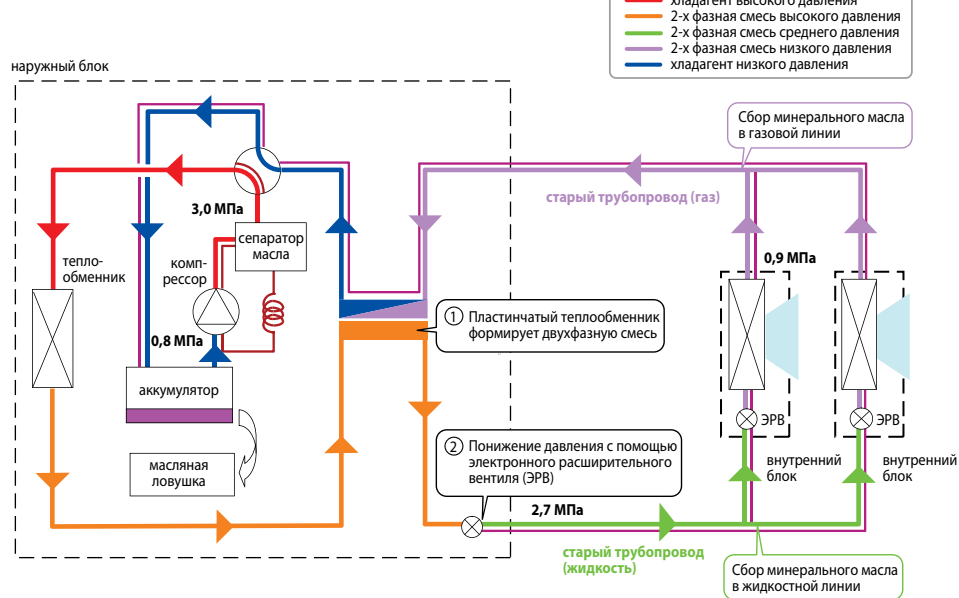 хладагент высокого давления
2-х фазная смесь высокого давления
2-х фазная смесь среднего давления
2-х фазная смесь низкого давления
хладагент низкого давления
наружный блок
Сбор минерального масла
в газовой линии
старый трубопровод (газ)
3,0 МПа
сепаратор
масла
тепло-
обменник
комп-
рессор
0,9 МПа
1 Пластинчатый теплообменник
формирует двухфазную смесь
0,8 МПа
аккумулятор
ЭРВ
ЭРВ
2 Понижение давления с помощью
электронного расширительного
вентиля (ЭРВ)
масляная
ловушка
внутренний
блок
внутренний
блок
2,7 МПа
старый трубопровод
(жидкость)
Сбор минерального масла
в жидкостной линии